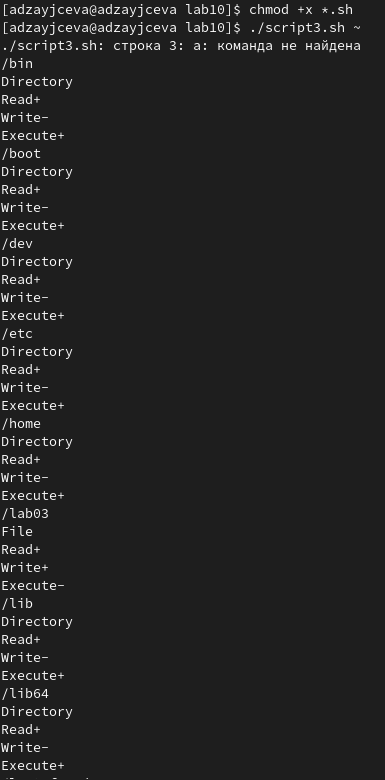 [adzayjceva@adzayjceva lab10]$ chmod +x *.sh
[adzayjceva@adzayjceva lab10]$ ./script3.sh ~
./script3.sh: строка 3: a: команда не найдена
/bin
Directory
Read+
Write-
Execute+
/boot
Directory
Read+
Write-
Execute+
/dev
Directory
Read+
Write-
Execute+
/etc
Directory
Read+
Write-
Execute+
/home
Directory
Read+
Write-
Execute+
/lab03
File
Read+
Write+
Execute-
/lib
Directory
Read+
Write-
Execute+
/lib64
Directory
Read+
Write-
Execute+